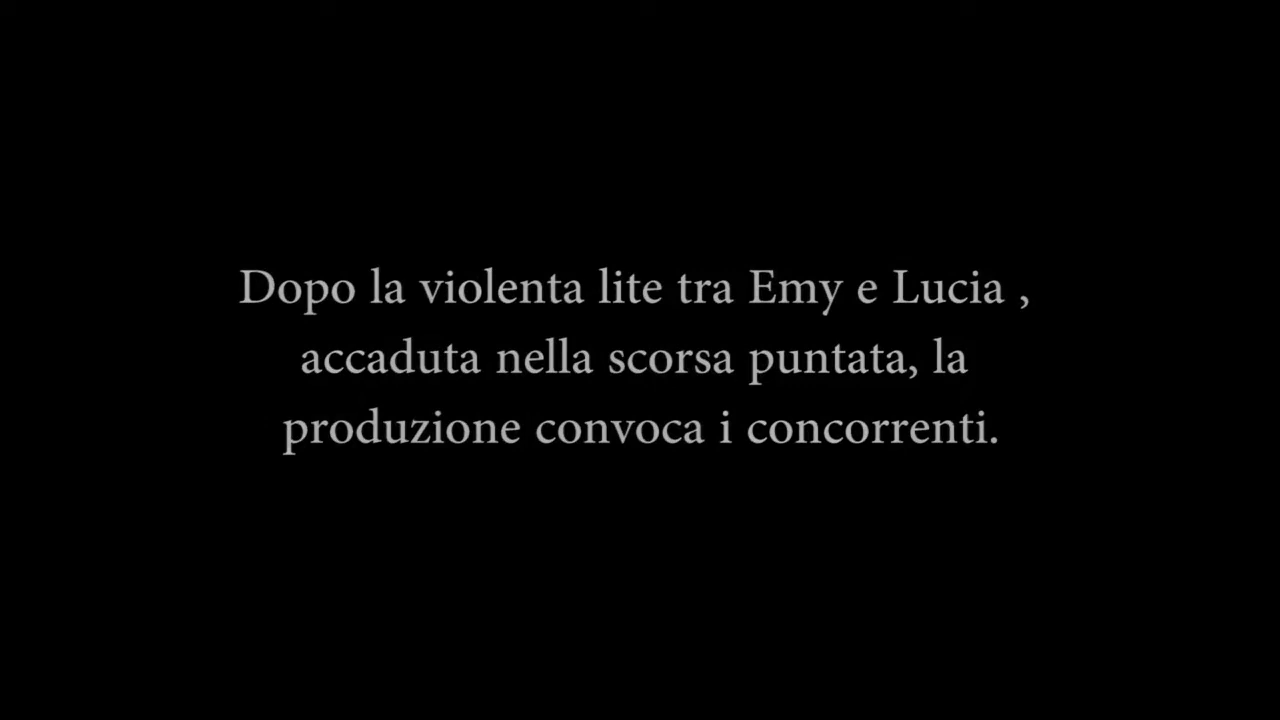 Dopo la violenta lite tra Emy e Lucia ,
accaduta nella scorsa puntata, la
produzione convoca i concorrenti.